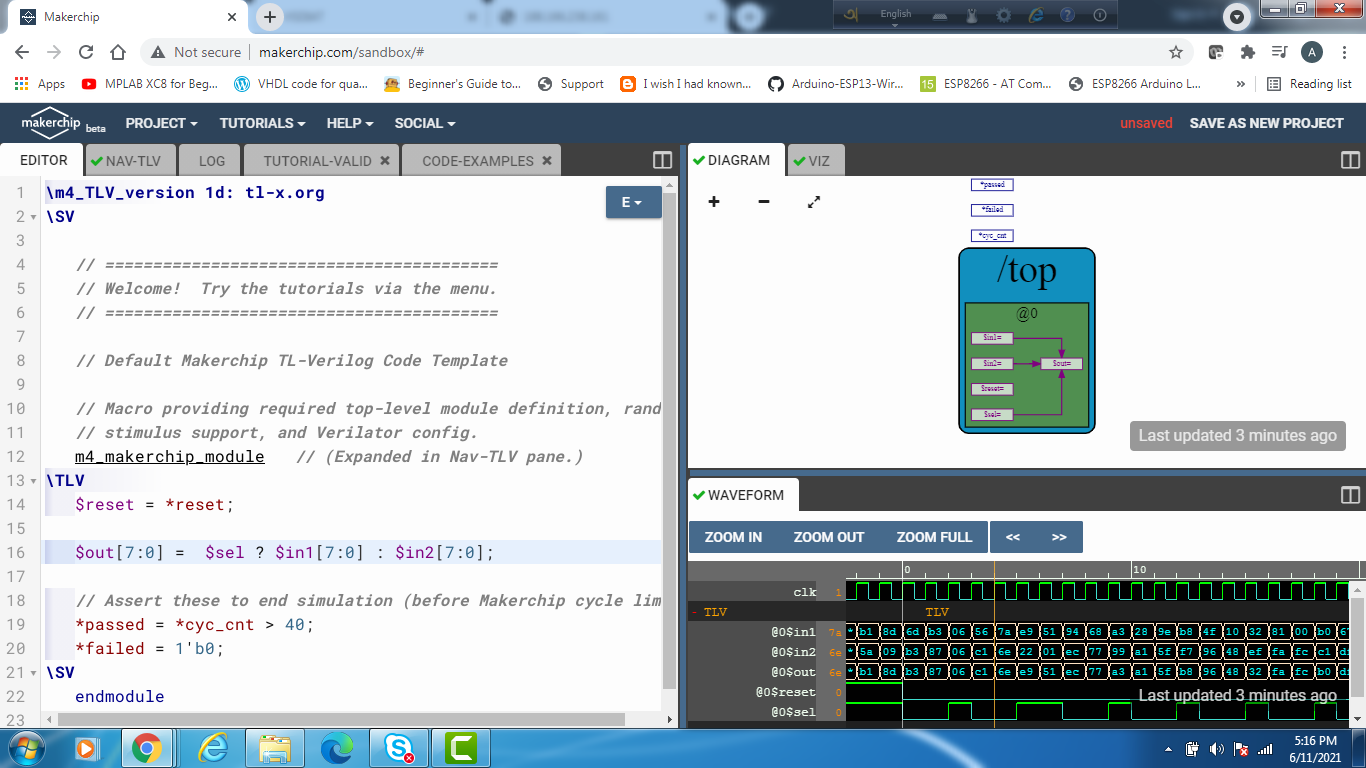 Makerchip
English
Not secure | makerchip.com/sandbox/#
A
Apps
MPLAB XC8 for Beg...
VHDL code for qua...
Beginner's Guide to...
Support
I wish I had known...
Arduino-ESP13-Wir...
15 ESP8266 - AT Com...
ESP8266 Arduino L...
»
Reading list
makerchip beta
PROJECT
TUTORIALS
HELP
SOCIAL
unsaved
SAVE AS NEW PROJECT
EDITOR
NAV-TLV
LOG
TUTORIAL-VALID
CODE-EXAMPLES
E
1 \m4_TLV_version 1d: tl-x.org
2 \SV
3
4 // =========================================
5 // Welcome!  Try the tutorials via the menu.
6 // =========================================
7
8 // Default Makerchip TL-Verilog Code Template
9
10 // Macro providing required top-level module definition, rand
11 // stimulus support, and Verilator config.
12 m4_makerchip_module   // (Expanded in Nav-TLV pane.)
13 \TLV
14 $reset = *reset;
15
16 $out[7:0] =  $sel ? $in1[7:0] : $in2[7:0];
17
18 // Assert these to end simulation (before Makerchip cycle lim
19 *passed = *cyc_cnt > 40;
20 *failed = 1'b0;
21 \SV
22 endmodule
23
DIAGRAM
VIZ
*passed
*failed
*cyc_cnt
/top
@0
$in1=
$in2=
$out=
$reset=
$sel=
Last updated 3 minutes ago
WAVEFORM
ZOOM IN
ZOOM OUT
ZOOM FULL
<<
>>
0 10
clk 1
- TLV TLV
@0$in1 7a * b1 8d 6d b3 06 56 7a e9 51 94 68 a3 28 9e b8 4f 10 32 81 00 b0 67
@0$in2 6e * 5a 09 b3 87 06 c1 6e 22 01 ec 77 99 a1 5f f7 96 48 ef fa fc c1
@0$out 6e * b1 8d b3 87 06 c1 6e e9 51 ec 77 a3 a1 5f b8 96 48 32 fa fc b0
@0$reset 0
Last updated 3 minutes ago
@0$sel 0
5:16 PM
6/11/2021